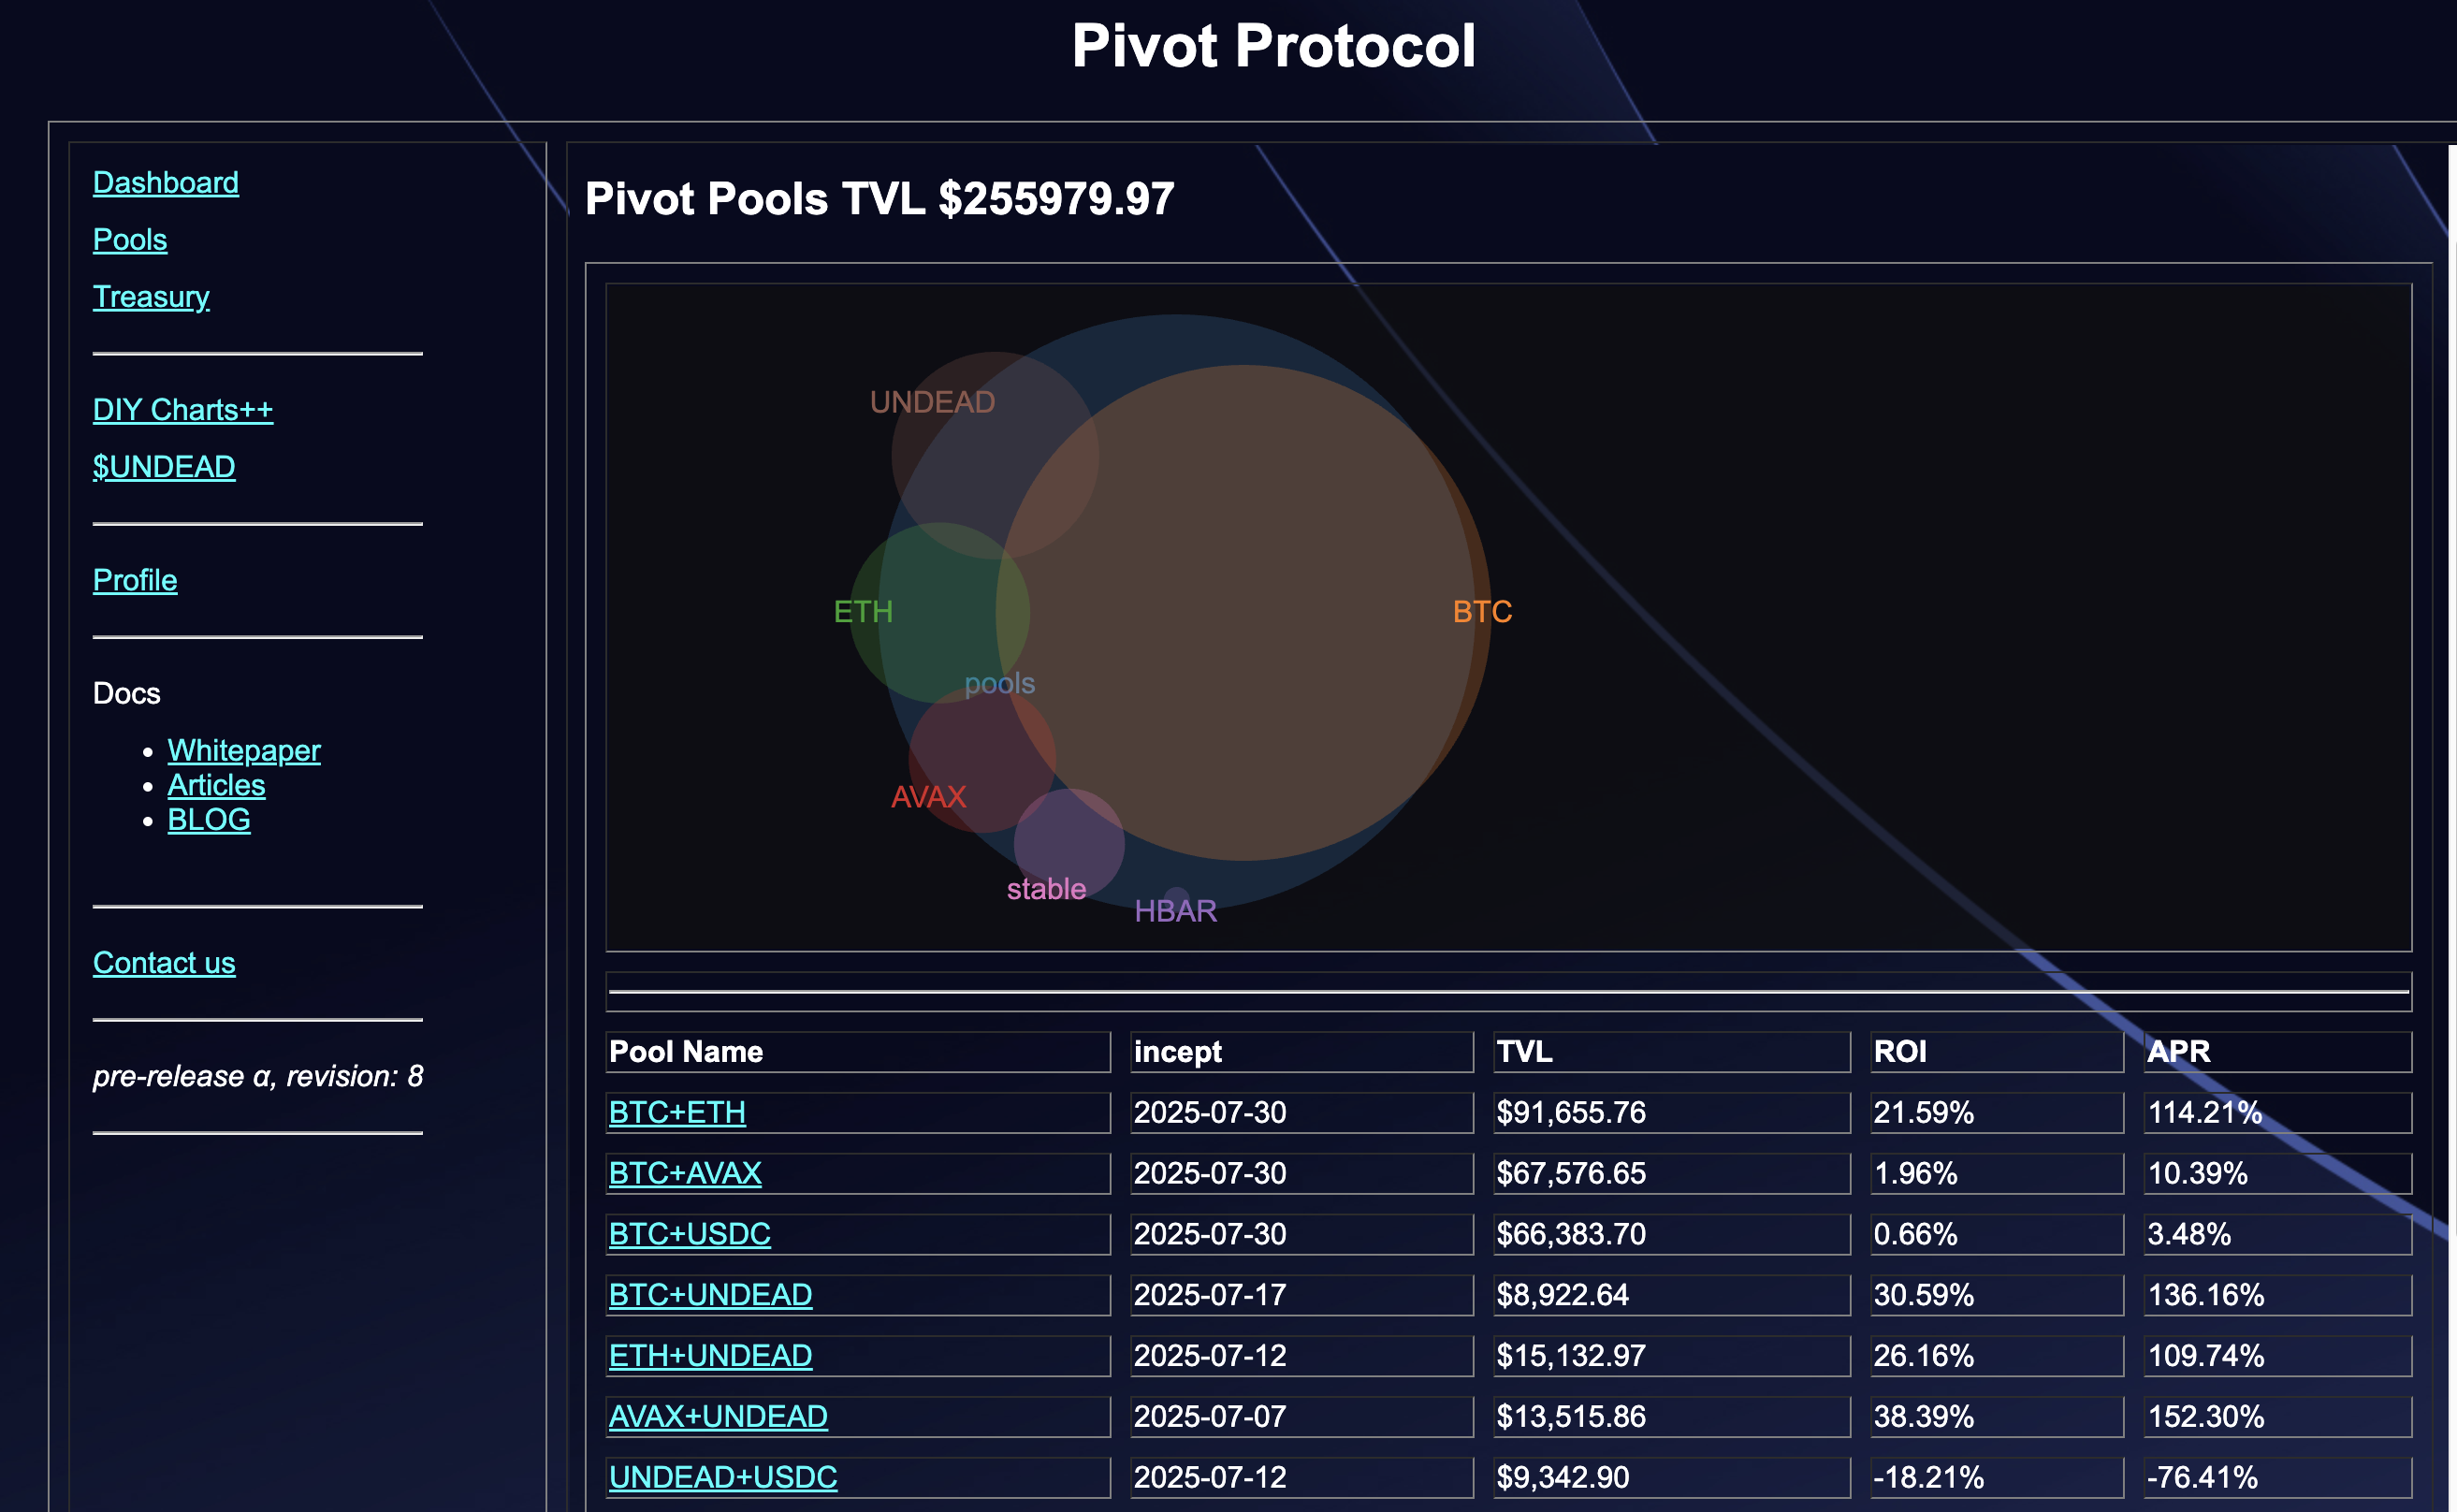 Pivot Protocol
Dashboard
Pools
Treasury
DIY Charts++
$UNDEAD
Profile
Docs
Whitepaper
Articles
BLOG
Contact us
pre-release α, revision: 8
Pivot Pools TVL $255979.97
UNDEAD
ETH
BTC
pools
AVAX
stable
HBAR
Pool Name incept TVL ROI APR
BTC+ETH 2025-07-30 $91,655.76 21.59% 114.21%
BTC+AVAX 2025-07-30 $67,576.65 1.96% 10.39%
BTC+USDC 2025-07-30 $66,383.70 0.66% 3.48%
BTC+UNDEAD 2025-07-17 $8,922.64 30.59% 136.16%
ETH+UNDEAD 2025-07-12 $15,132.97 26.16% 109.74%
AVAX+UNDEAD 2025-07-07 $13,515.86 38.39% 152.30%
UNDEAD+USDC 2025-07-12 $9,342.90 -18.21% -76.41%